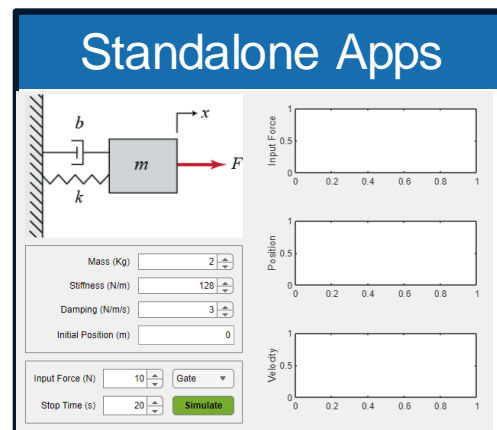 Standalone Apps
b
x
m
F
k
Mass (Kg) 2
Stiffness (N/m) 128
Damping (N/m/s) 3
Initial Position (m) 0
Input Force (N) 10 Gate
Stop Time (s) 20 Simulate
Input Force
1
0.5
0
0 0.2 0.4 0.6 0.8 1
Position
1
0.5
0
0 0.2 0.4 0.6 0.8 1
Velocity
1
0.5
0
0 0.2 0.4 0.6 0.8 1